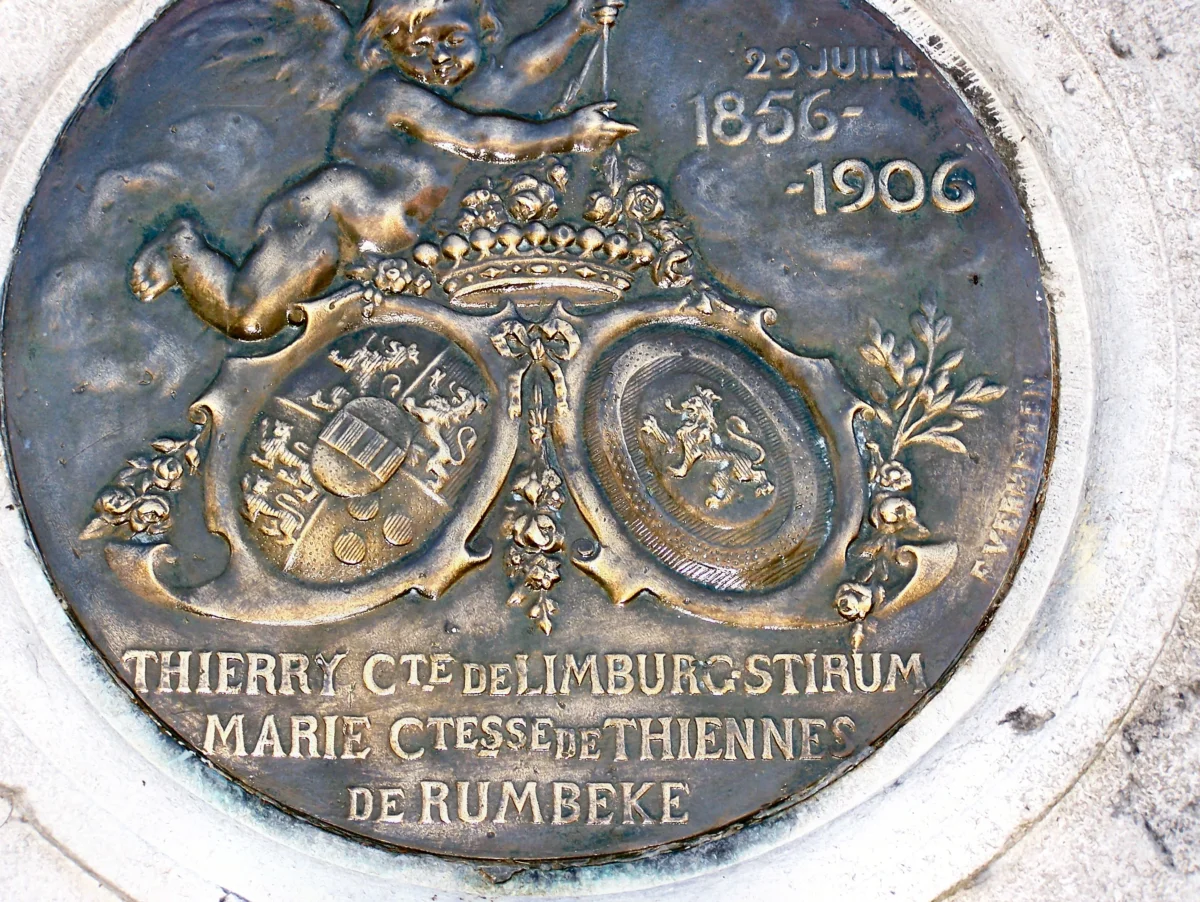 29 JUILL.
1856-
-1906
THIERRY CTE DE LIMBURG-STIRUM
MARIE CTESSE DE THIENNES
DE RUMBEKE